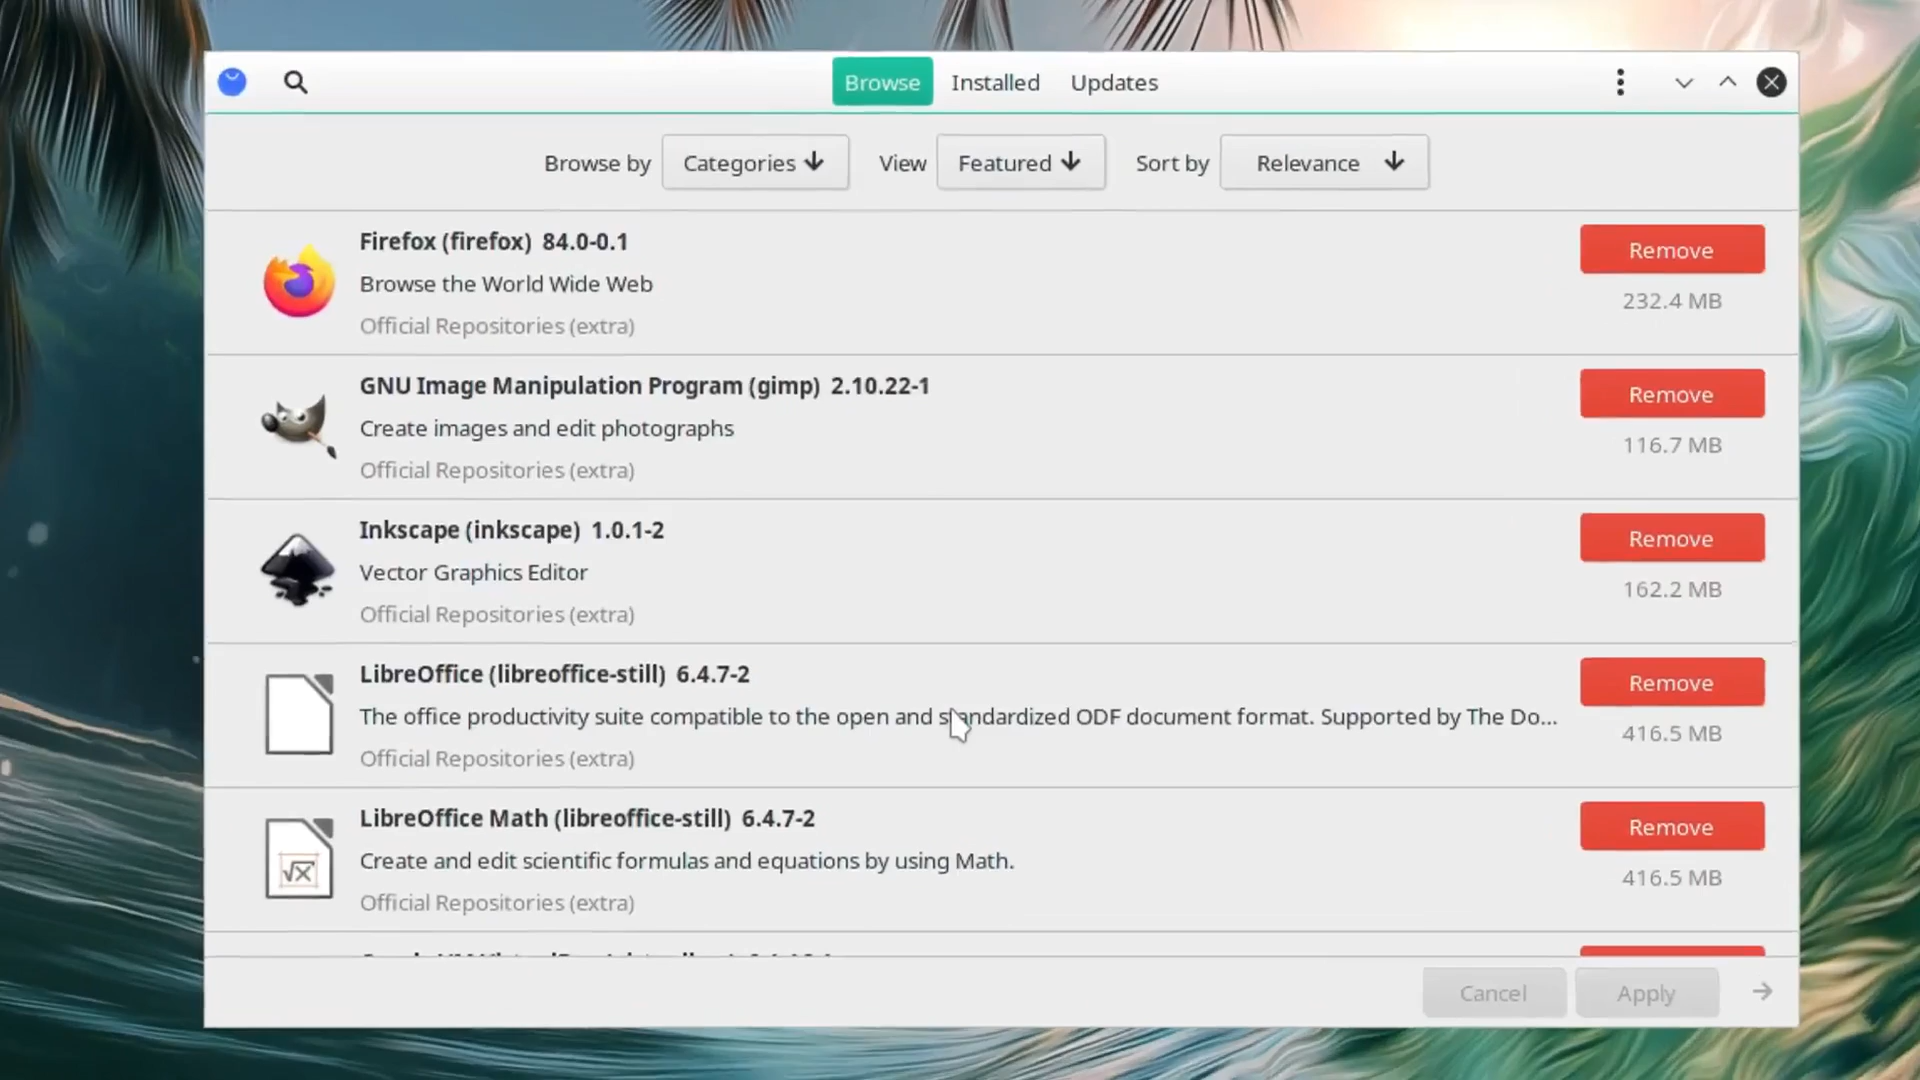 Browse Installed Updates
Browse by Categories View Featured Sort by Relevance
Firefox (firefox) 84.0-0.1
Remove
Browse the World Wide Web
232.4 MB
Official Repositories (extra)
GNU Image Manipulation Program (gimp) 2.10.22-1
Remove
Create images and edit photographs
116.7 MB
Official Repositories (extra)
Inkscape (inkscape) 1.0.1-2
Remove
Vector Graphics Editor
162.2 MB
Official Repositories (extra)
LibreOffice (libreoffice-still) 6.4.7-2
Remove
The office productivity suite compatible to the open and standardized ODF document format. Supported by The Do...
416.5 MB
Official Repositories (extra)
LibreOffice Math (libreoffice-still) 6.4.7-2
Remove
Create and edit scientific formulas and equations by using Math.
416.5 MB
Official Repositories (extra)
Cancel Apply